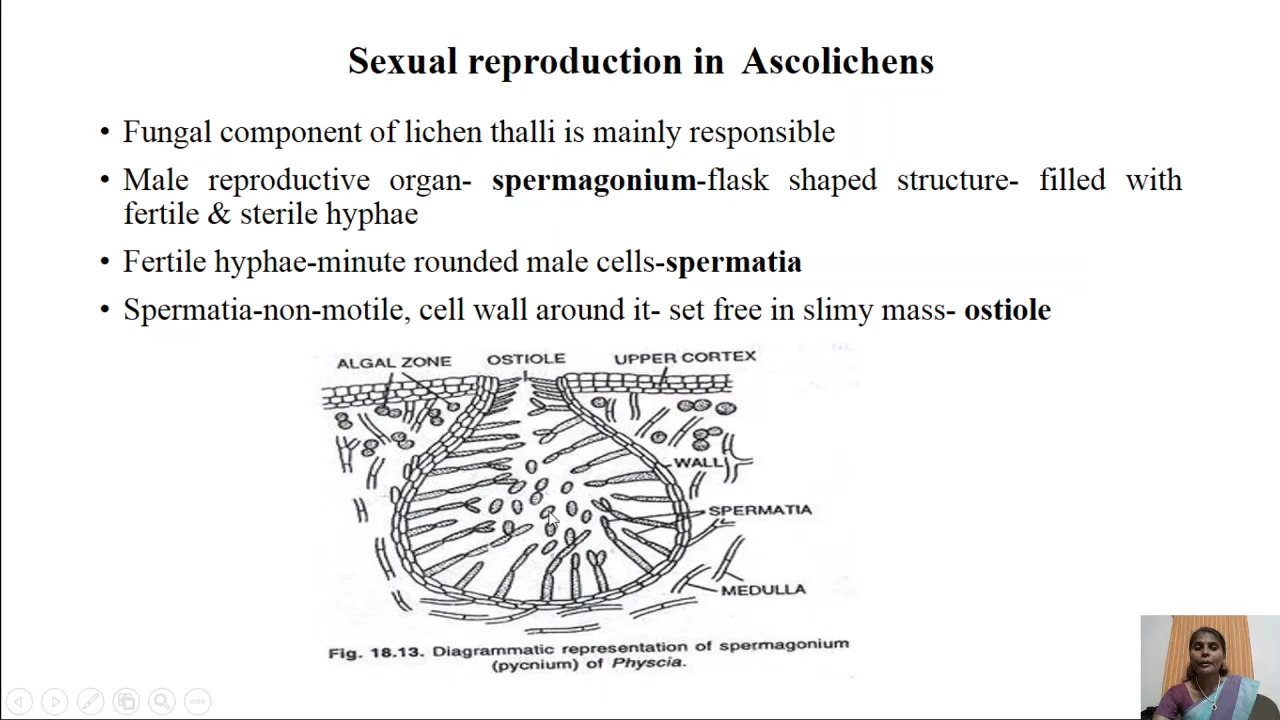 Sexual reproduction in Ascolichens
• Fungal component of lichen thalli is mainly responsible
• Male reproductive organ- spermagonium-flask shaped structure- filled with
fertile & sterile hyphae
• Fertile hyphae-minute rounded male cells-spermatia
• Spermatia-non-motile, cell wall around it- set free in slimy mass- ostiole
ALGAL ZONE OSTIOLE UPPER CORTEX
WALL
SPERMATIA
MEDULLA
Fig. 18.13. Diagrammatic representation of spermagonium
(pycnium) of Physcia.